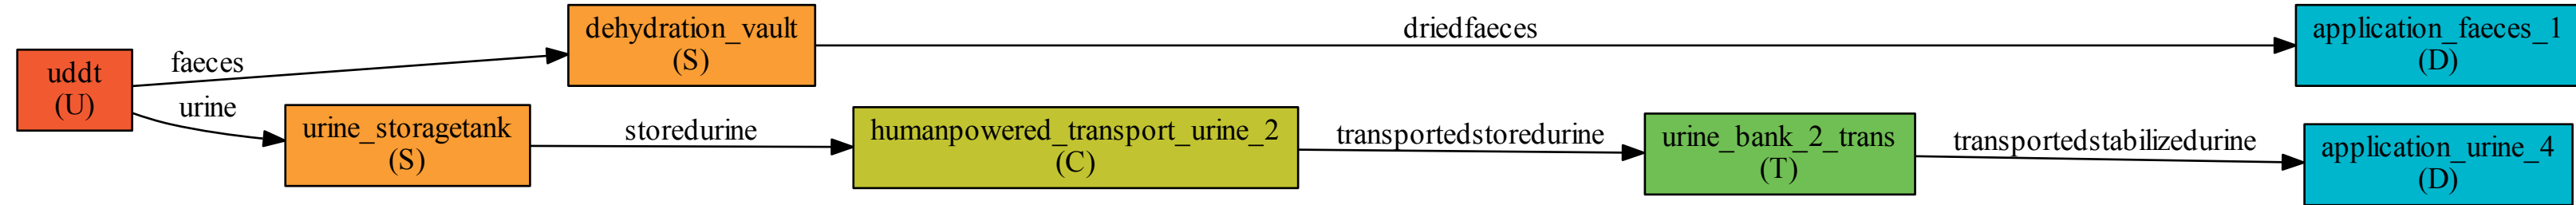 uddt
(U)
faeces
urine
dehydration_vault
(S)
driedfaeces
application_faeces_1
(D)
urine_storagetank
(S)
storedurine
humanpowered_transport_urine_2
(C)
transportedstoredurine
urine_bank_2_trans
(T)
transportedstabilizedurine
application_urine_4
(D)